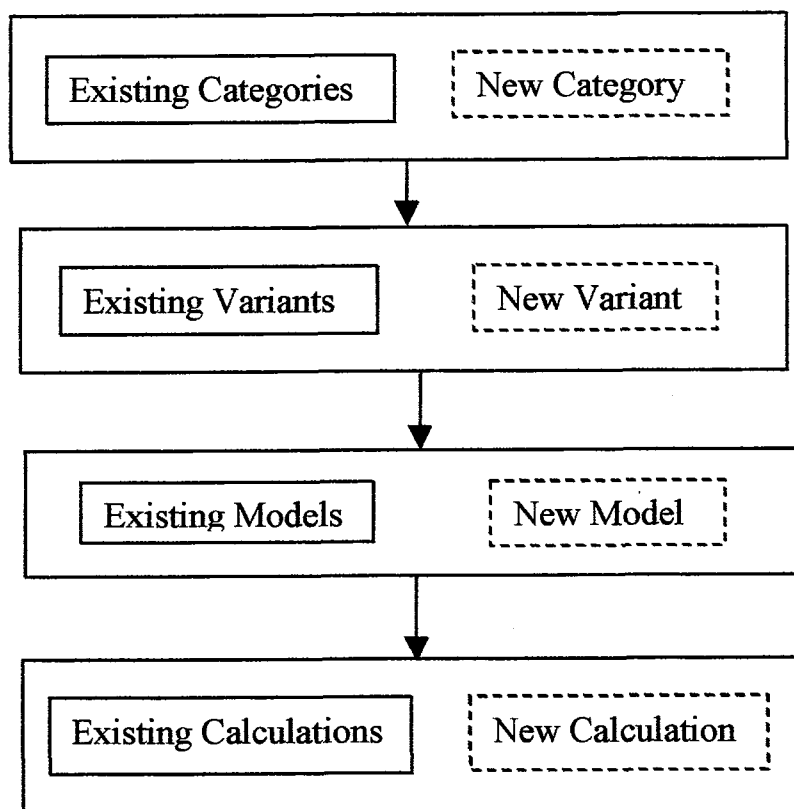 Existing Categories
New Category
Existing Variants
New Variant
Existing Models
New Model
Existing Calculations
New Calculation